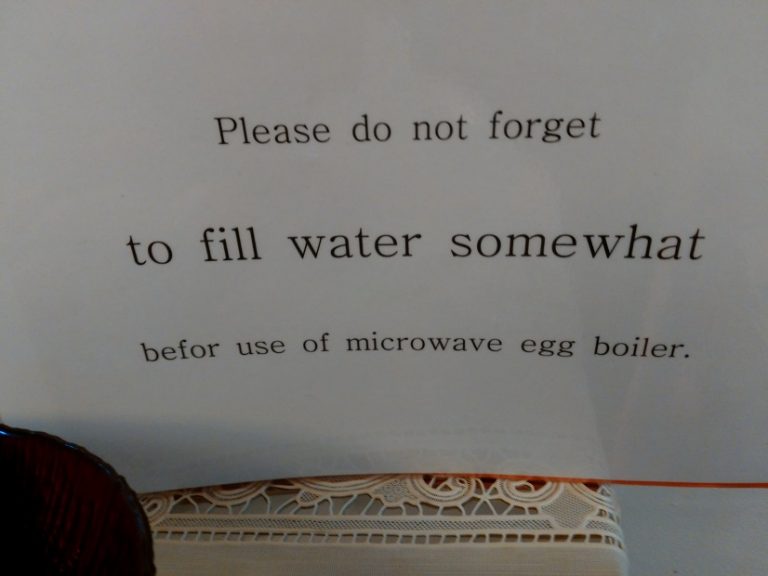 Please do not forget
to fill water somewhat
befor use of microwave egg boiler.